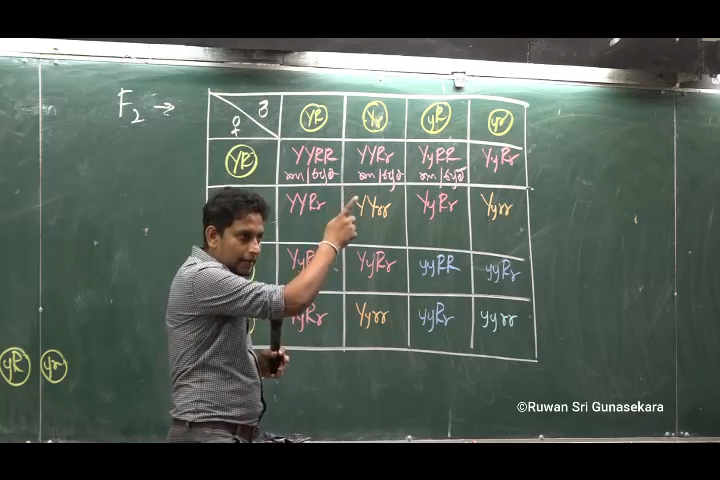 F2 →
♀ ♂ YR Yr yR yr
YR YYRR YYRr YyRR YyRr
YYRr YYrr YyRr Yyrr
YyRR YyRr yyRR yyRr
YyRr Yyrr yyRr yyrr
yR yr
©Ruwan Sri Gunasekara